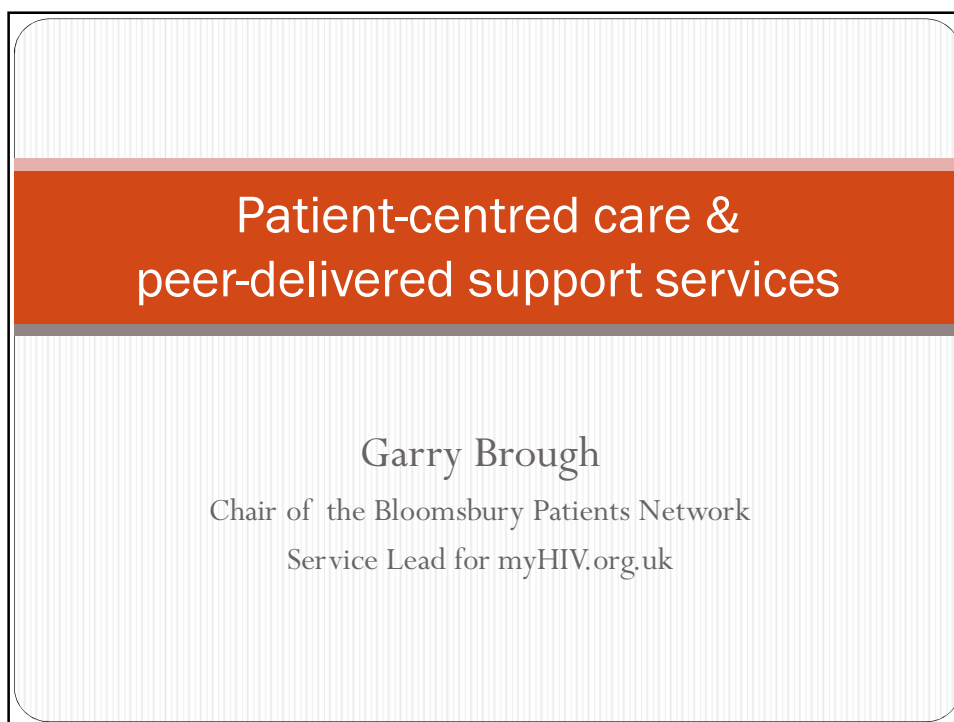 Patient-centred care &
peer-delivered support services
Garry Brough
Chair of the Bloomsbury Patients Network
Service Lead for myHIV.org.uk